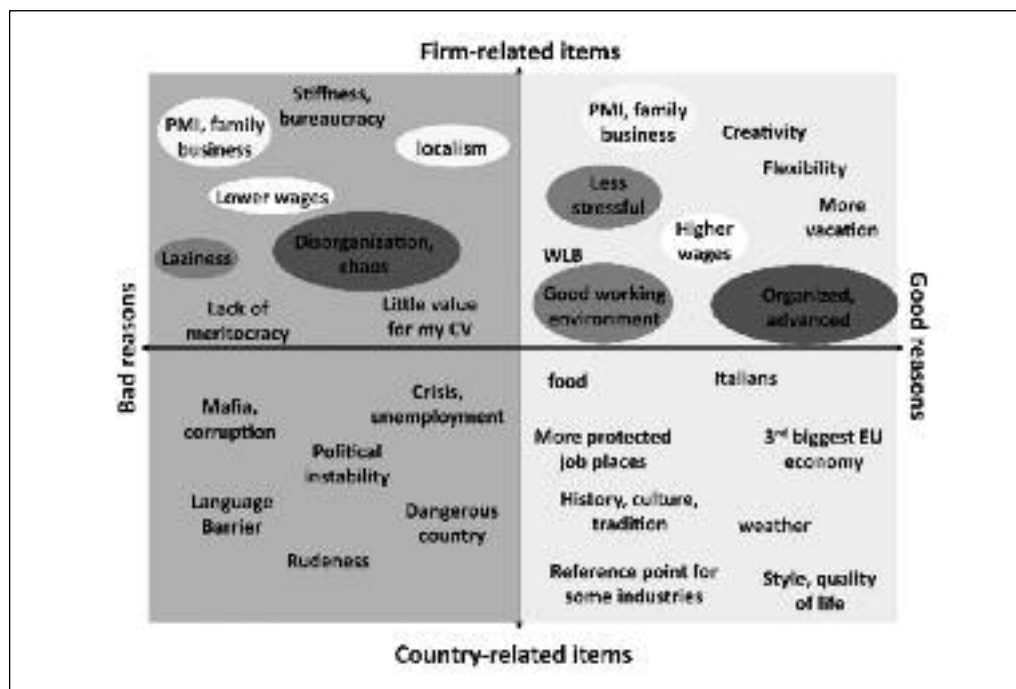 Firm-related items
Stiffness,
bureaucracy
PMI, family
business
localism
Lower wages
Disorganization,
chaos
Laziness
Lack of
meritocracy
Little value
for my CV
PMI, family
business
Creativity
Flexibility
Less
stressful
More
vacation
Higher
wages
WLB
Good working
environment
Organized,
advanced
Bad reasons
Good reasons
Mafia,
corruption
Crisis,
unemployment
Political
instability
Language
Barrier
Dangerous
country
Rudeness
food
Italians
More protected
job places
3rd biggest EU
economy
History, culture,
tradition
weather
Reference point for
some industries
Style, quality
of life
Country-related items